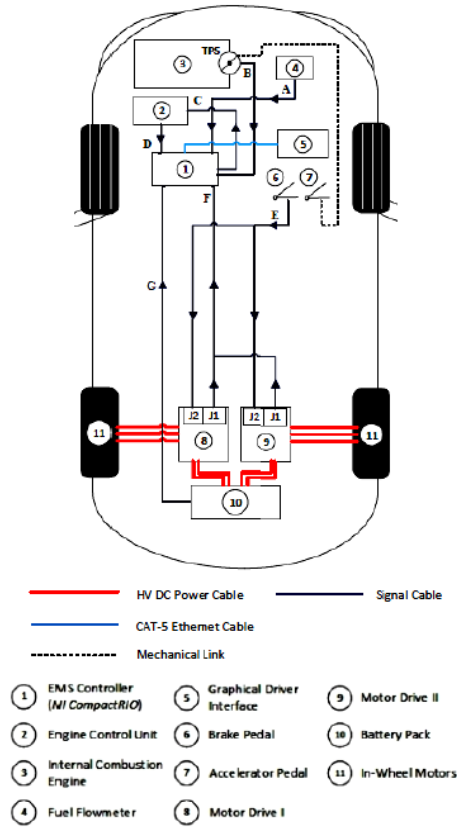 TPS
3
B
4
A
2
C
D
5
1
6
7
F
E
G
J2 J1
J2 J1
11
8
9
11
10
HV DC Power Cable
Signal Cable
CAT-5 Ethernet Cable
Mechanical Link
1 EMS Controller
(NI CompactRIO)
5 Graphical Driver
Interface
9 Motor Drive II
2 Engine Control Unit
6 Brake Pedal
10 Battery Pack
3 Internal Combustion
Engine
7 Accelerator Pedal
11 In-Wheel Motors
4 Fuel Flowmeter
8 Motor Drive I